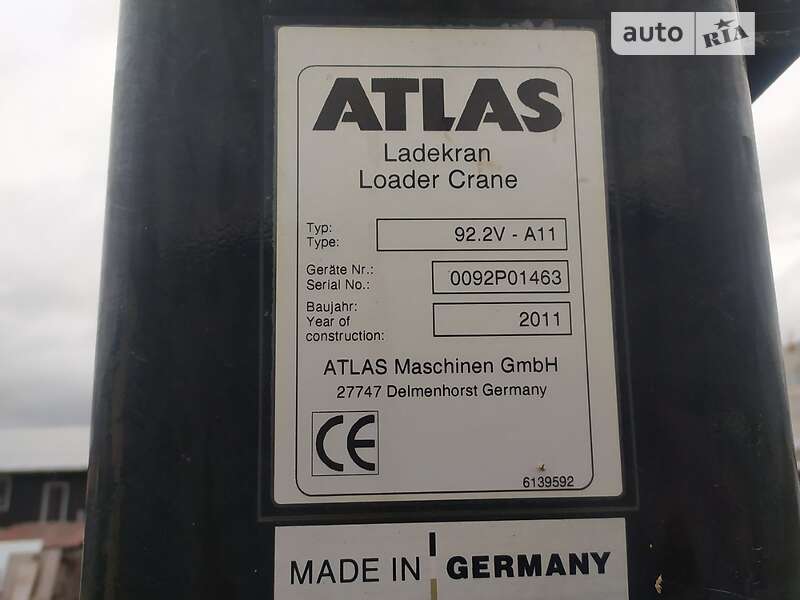 auto RIA
ATLAS
Ladekran
Loader Crane
Typ:
Type:
92.2V - A11
Geräte Nr.:
Serial No.:
0092P01463
Baujahr:
Year of
construction:
2011
ATLAS Maschinen GmbH
27747 Delmenhorst Germany
CE
6139592
MADE IN GERMANY